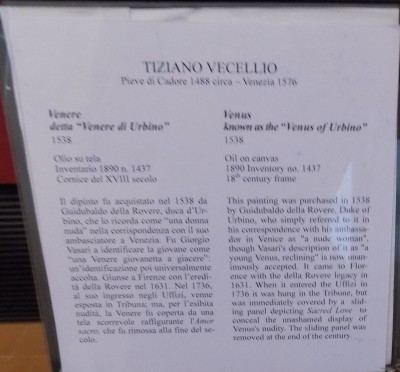 TIZIANO VECELLIO
Pieve di Cadore 1488 circa – Venezia 1576
Venere
detta "Venere di Urbino"
1538
Olio su tela
Inventario 1890 n. 1437
Cornice del XVIII secolo
Il dipinto fu acquistato nel 1538 da
Guidubaldo della Rovere, duca d'Ur-
bino, che lo ricorda come "una donna
nuda" nella corrispondenza con il suo
ambasciatore a Venezia. Fu Giorgio
Vasari a identificare la giovane come
"una Venere giovanetta a giacere":
un'identificazione poi universalmente
accolta. Giunse a Firenze con l'eredi-
tà della Rovere nel 1631. Nel 1736,
al suo ingresso negli Uffizi, venne
esposta in Tribuna; ma, per l'esibita
nudità, la Venere fu coperta da una
tela scorrevole raffigurante l'Amor
sacro, che fu rimossa alla fine del se-
colo.
Venus
known as the "Venus of Urbino"
1538
Oil on canvas
1890 Inventory no. 1437
18th century frame
This painting was purchased in 1538
by Guidubaldo della Rovere, Duke of
Urbino, who simply referred to it in
his correspondence with his ambassa-
dor in Venice as "a nude woman",
though Vasari's description of it as "a
young Venus, reclining" is now unan-
imously accepted. It came to Flor-
ence with the della Rovere legacy in
1631. When it entered the Uffizi in
1736 it was hung in the Tribune, but
was immediately covered by a slid-
ing panel depicting Sacred Love to
conceal the unashamed display of
Venus's nudity. The sliding panel was
removed at the end of the century